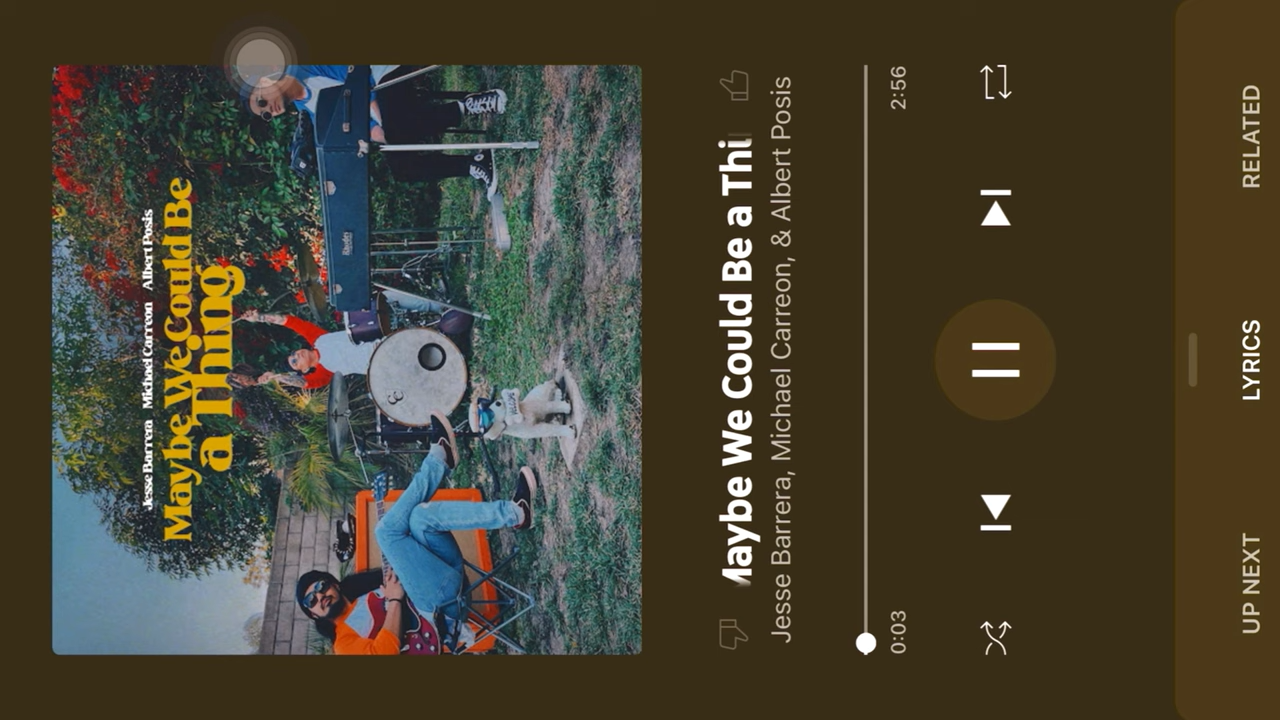 Jesse Barrera Michael Carreon Albert Posis
Maybe We Could Be
a Thing
Maybe We Could Be a Thi
Jesse Barrera, Michael Carreon, & Albert Posis
0:03
2:56
UP NEXT
LYRICS
RELATED